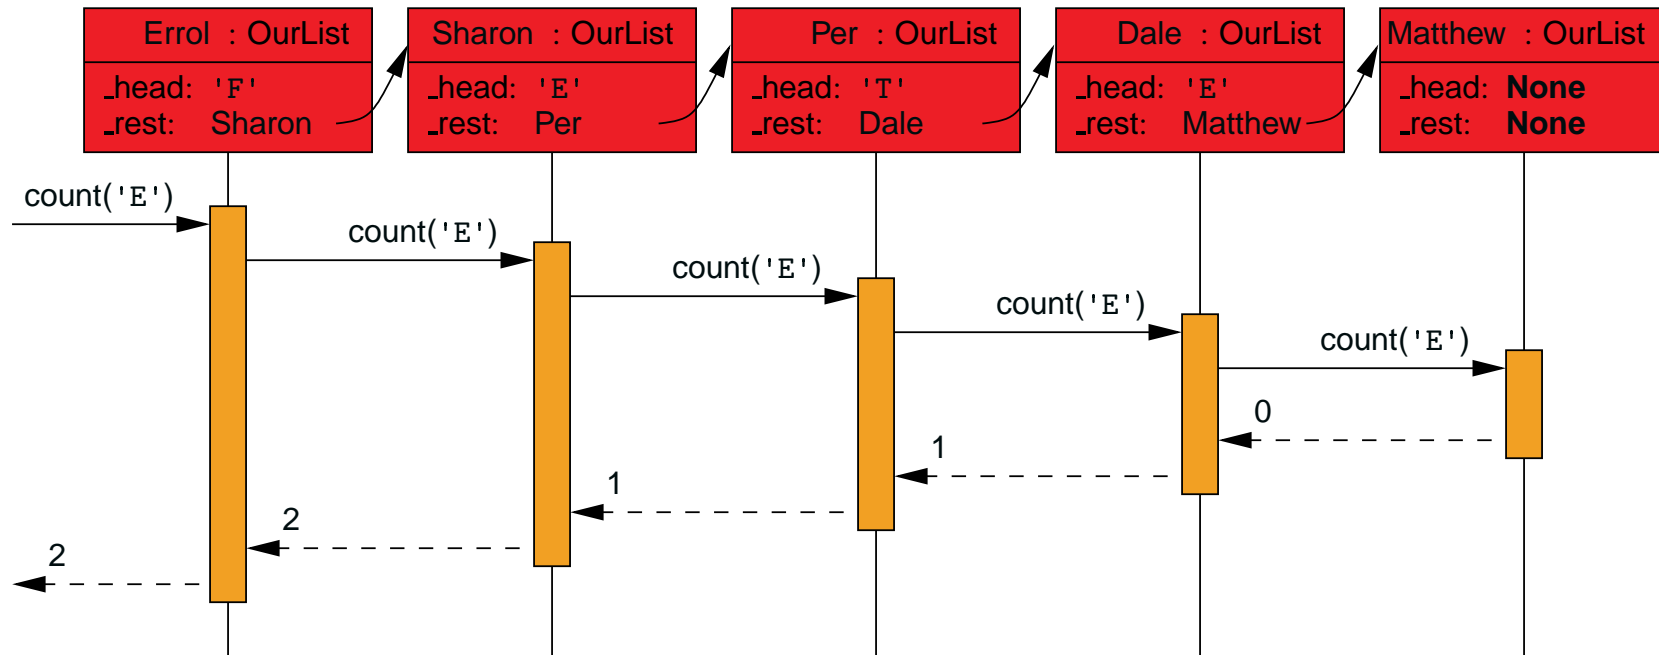 Errol : OurList
_head: 'F'
_rest: Sharon
Sharon : OurList
_head: 'E'
_rest: Per
Per : OurList
_head: 'T'
_rest: Dale
Dale : OurList
_head: 'E'
_rest: Matthew
Matthew : OurList
_head: None
_rest: None
count('E')
count('E')
count('E')
count('E')
count('E')
0
1
1
2
2